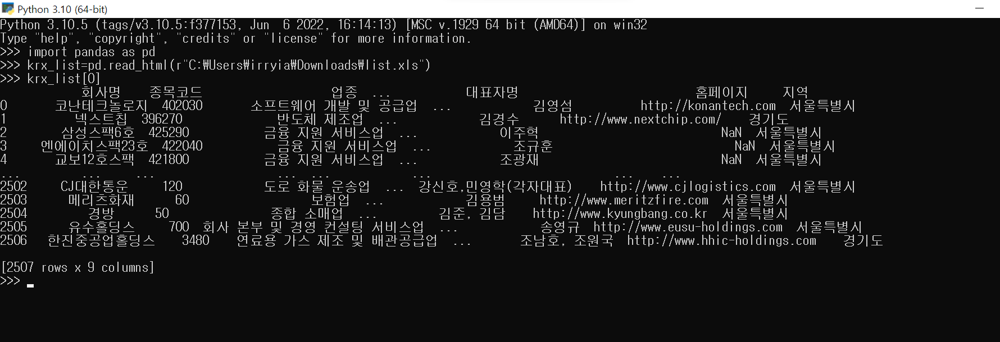 Python 3.10 (64-bit)
Python 3.10.5 (tags/v3.10.5:f377153, Jun  6 2022, 16:14:13) [MSC v.1929 64 bit (AMD64)] on win32
Type "help", "copyright", "credits" or "license" for more information.
>>> import pandas as pd
>>> krx_list=pd.read_html(r"C:₩Users₩irryia₩Downloads₩list.xls")
>>> krx_list[0]
회사명 종목코드 업종 ... 대표자명 홈페이지 지역
0 코난테크놀로지 402030 소프트웨어 개발 및 공급업 ... 김영섬 http://konantech.com 서울특별시
1 넥스트칩 396270 반도체 제조업 ... 김경수 http://www.nextchip.com/ 경기도
2 삼성스팩6호 425290 금융 지원 서비스업 ... 이주혁 NaN 서울특별시
3 엔에이치스팩23호 422040 금융 지원 서비스업 ... 조규훈 NaN 서울특별시
4 교보12호스팩 421800 금융 지원 서비스업 ... 조광재 NaN 서울특별시
... ... ... ... ... ... ... ...
2502 CJ대한통운 120 도로 화물 운송업 ... 강신호,민영학(각자대표) http://www.cjlogistics.com 서울특별시
2503 메리츠화재 60 보험업 ... 김용범 http://www.meritzfire.com 서울특별시
2504 경방 50 종합 소매업 ... 김준, 김담 http://www.kyungbang.co.kr 서울특별시
2505 유수홀딩스 700 회사 본부 및 경영 컨설팅 서비스업 ... 송영규 http://www.eusu-holdings.com 서울특별시
2506 한진중공업홀딩스 3480 연료용 가스 제조 및 배관공급업 ... 조남호, 조원국 http://www.hhic-holdings.com 경기도
[2507 rows x 9 columns]
>>>